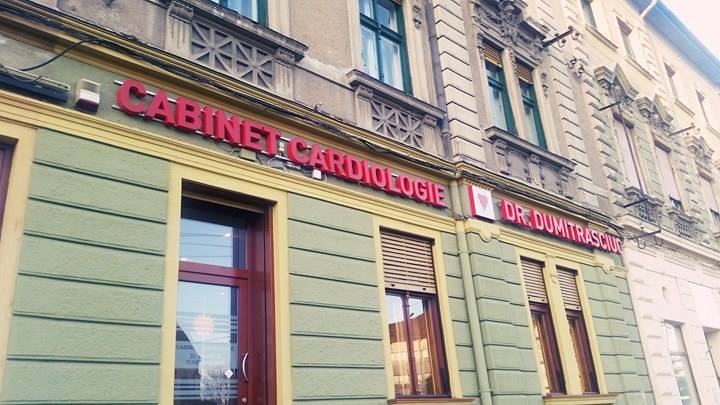 CABINET CARDIOLOGIE
DR. DUMITRASCIUC